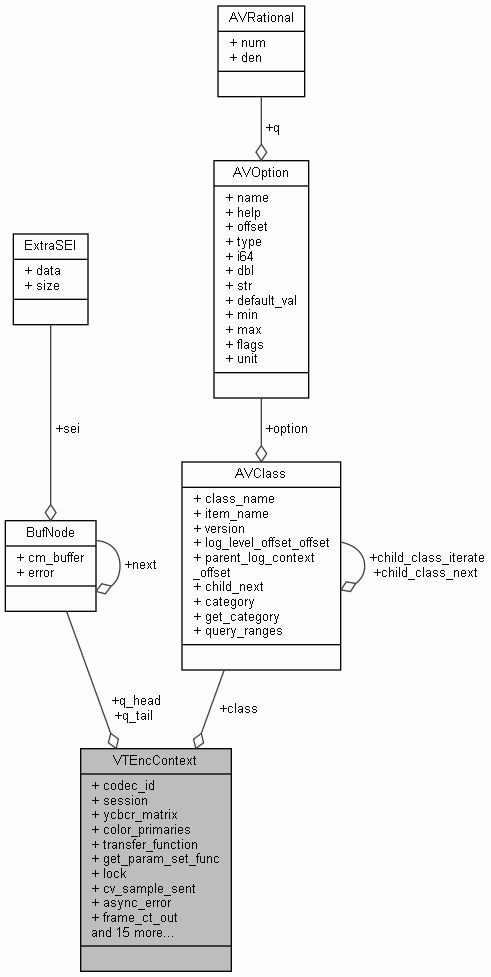 AVRational
+ num
+ den
+q
AVOption
+ name
+ help
+ offset
+ type
+ i64
+ dbl
+ str
+ default_val
+ min
+ max
+ flags
+ unit
ExtraSEI
+ data
+ size
+sei
+option
AVClass
+ class_name
+ item_name
+ version
+ log_level_offset_offset
+ parent_log_context
_offset
+ child_next
+ category
+ get_category
+ query_ranges
+child_class_iterate
+child_class_next
BufNode
+ cm_buffer
+ error
+next
+q_head
+q_tail
+class
VTEncContext
+ codec_id
+ session
+ ycbcr_matrix
+ color_primaries
+ transfer_function
+ get_param_set_func
+ lock
+ cv_sample_sent
+ async_error
+ frame_ct_out
and 15 more...